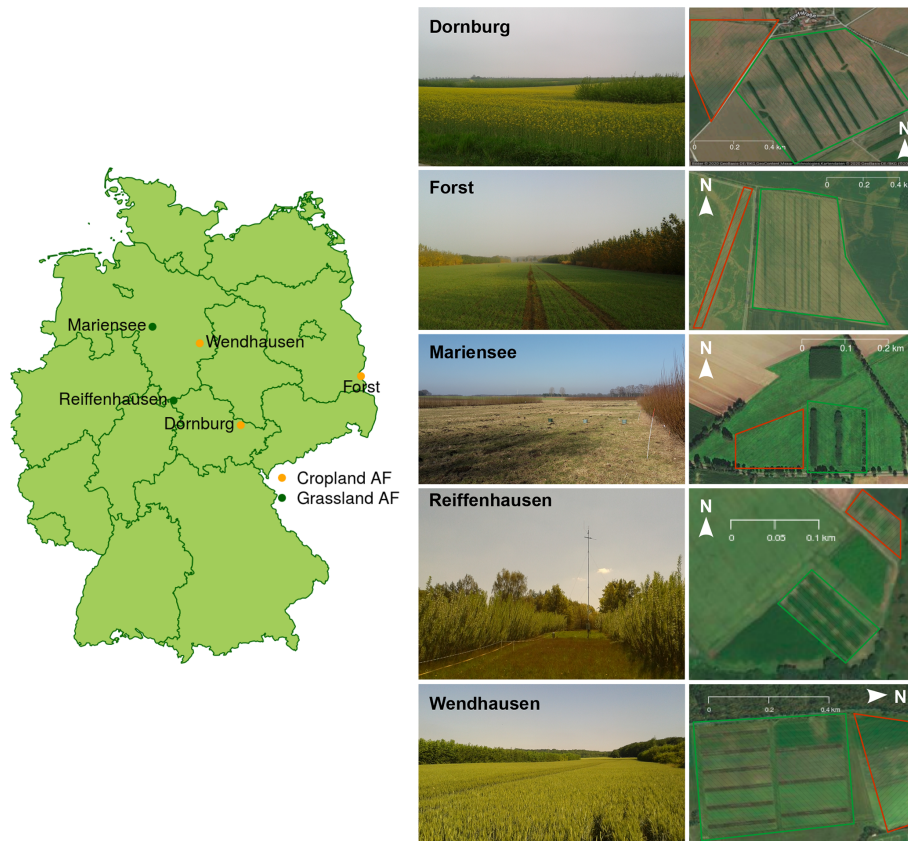 Mariensee
Wendhausen
Forst
Reiffenhausen
Dornburg
Cropland AF
Grassland AF
Dornburg
N
0 0.2 0.4 km
Forst
N
0 0.2 0.4 km
Mariensee
N
0 0.1 0.2 km
Reiffenhausen
N
0 0.05 0.1 km
Wendhausen
N
0 0.2 0.4 km